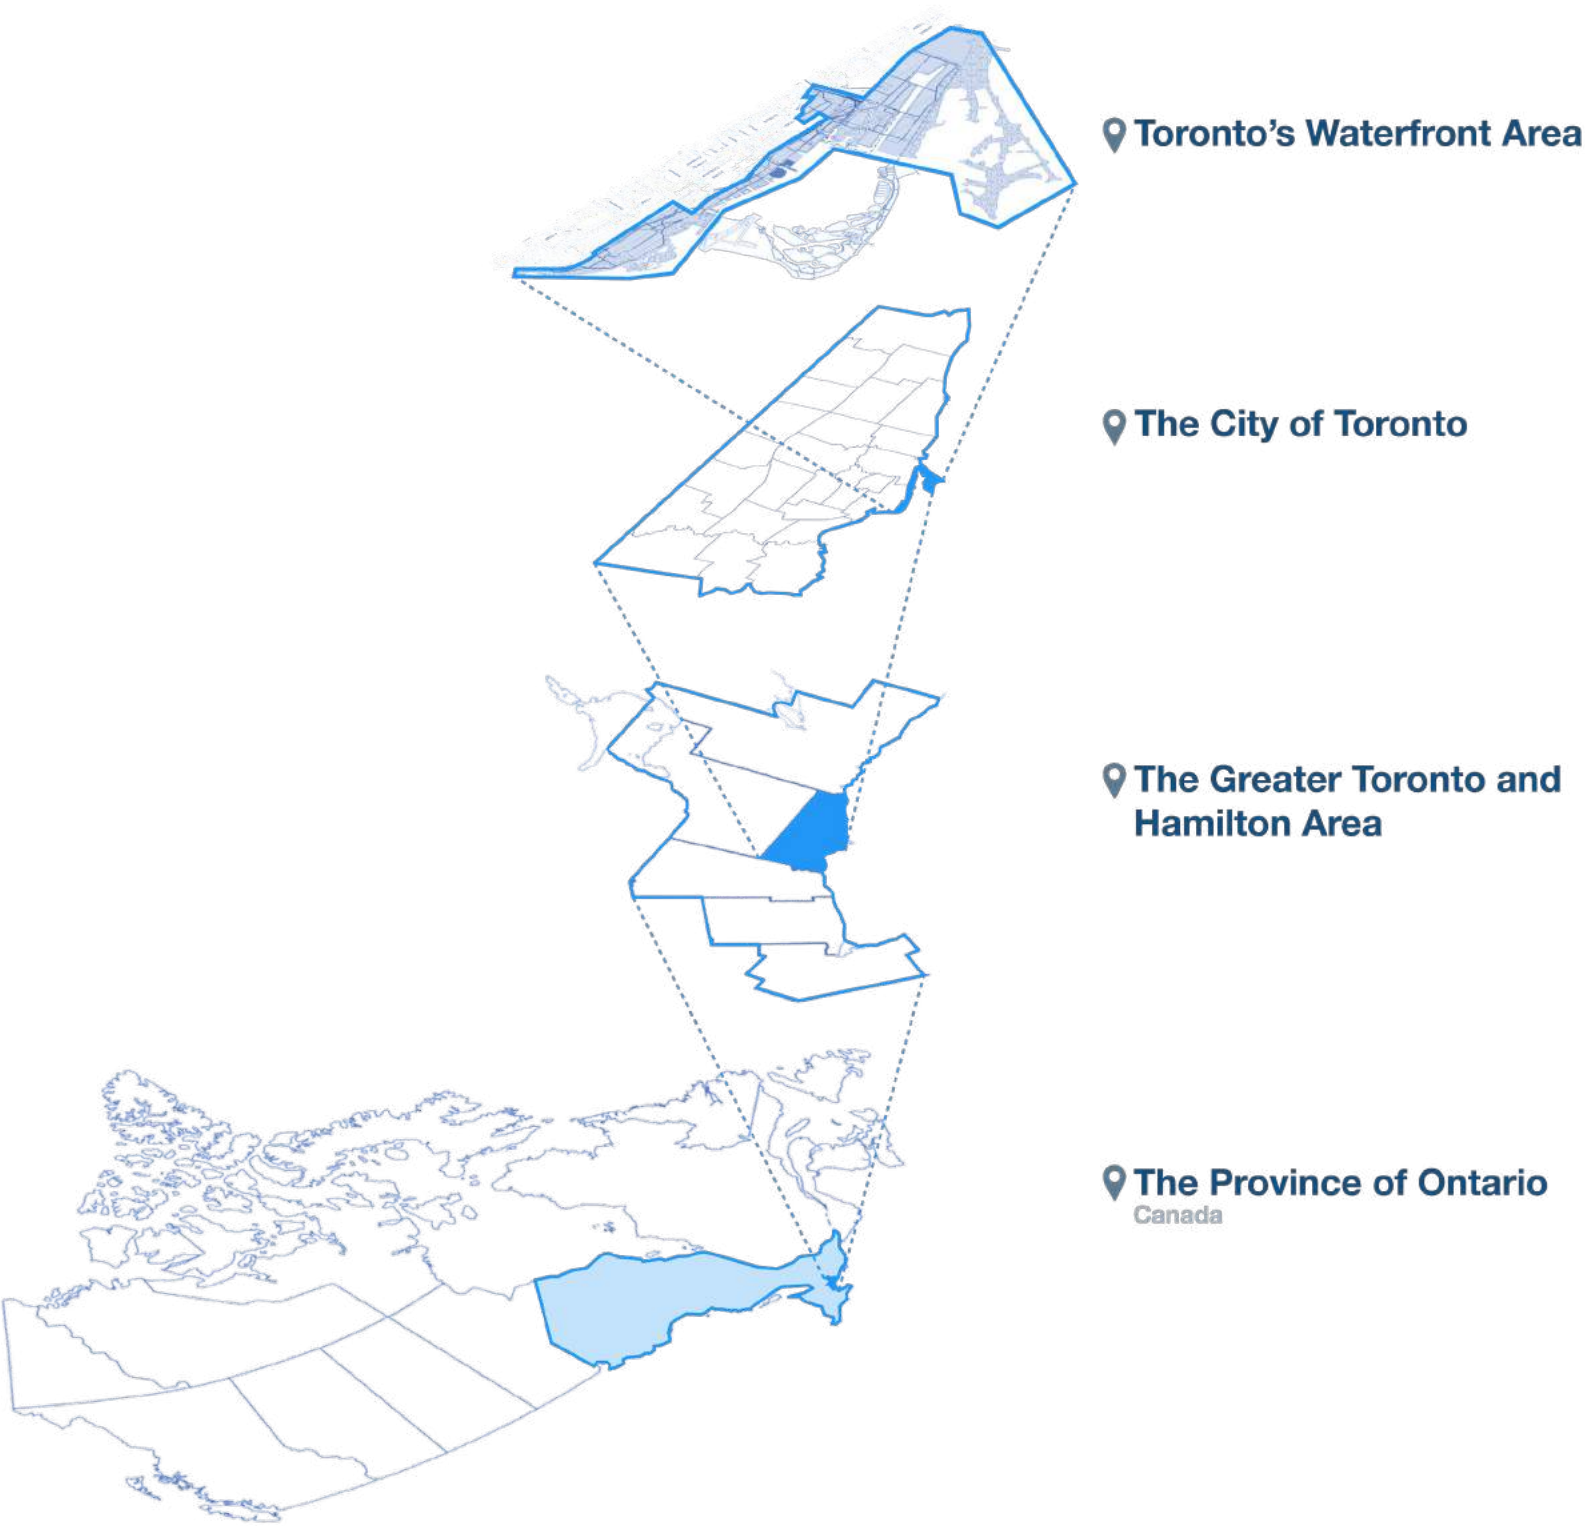 Toronto’s Waterfront Area
The City of Toronto
The Greater Toronto and
Hamilton Area
The Province of Ontario
Canada